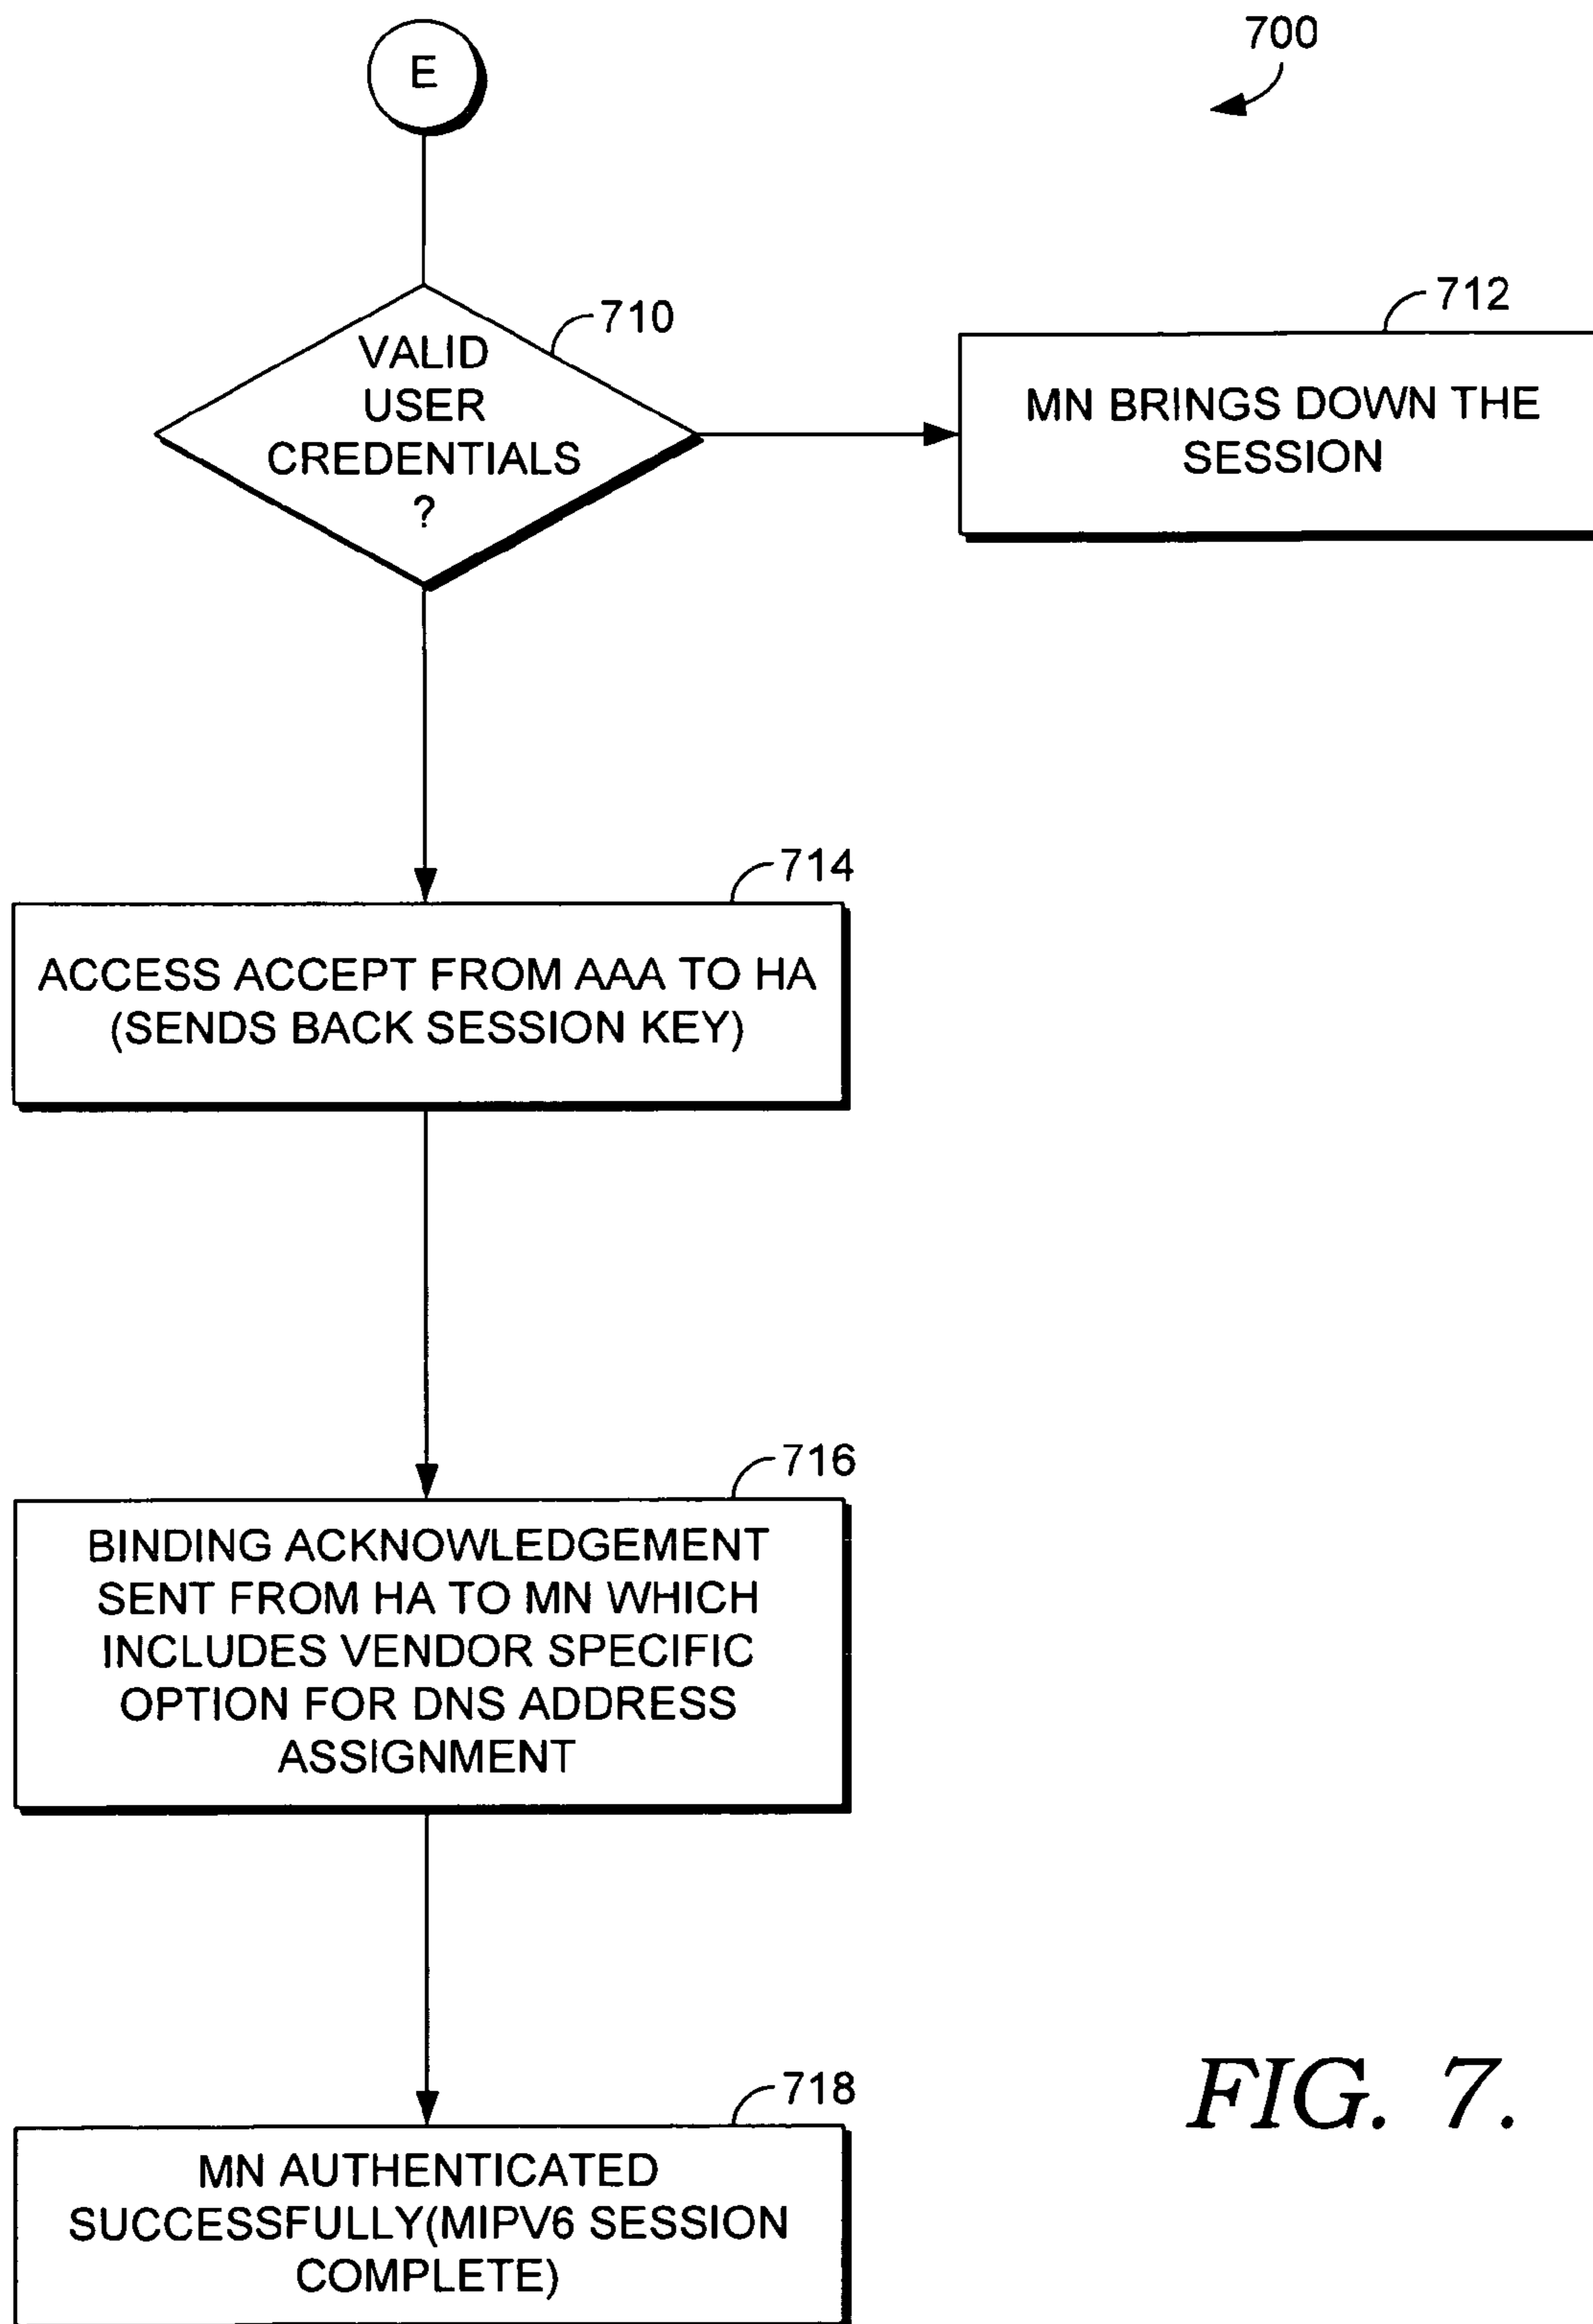 E
700
710
VALID
USER
CREDENTIALS
?
712
MN BRINGS DOWN THE
SESSION
714
ACCESS ACCEPT FROM AAA TO HA
(SENDS BACK SESSION KEY)
716
BINDING ACKNOWLEDGEMENT
SENT FROM HA TO MN WHICH
INCLUDES VENDOR SPECIFIC
OPTION FOR DNS ADDRESS
ASSIGNMENT
718
MN AUTHENTICATED
SUCCESSFULLY(MIPV6 SESSION
COMPLETE)
FIG. 7.